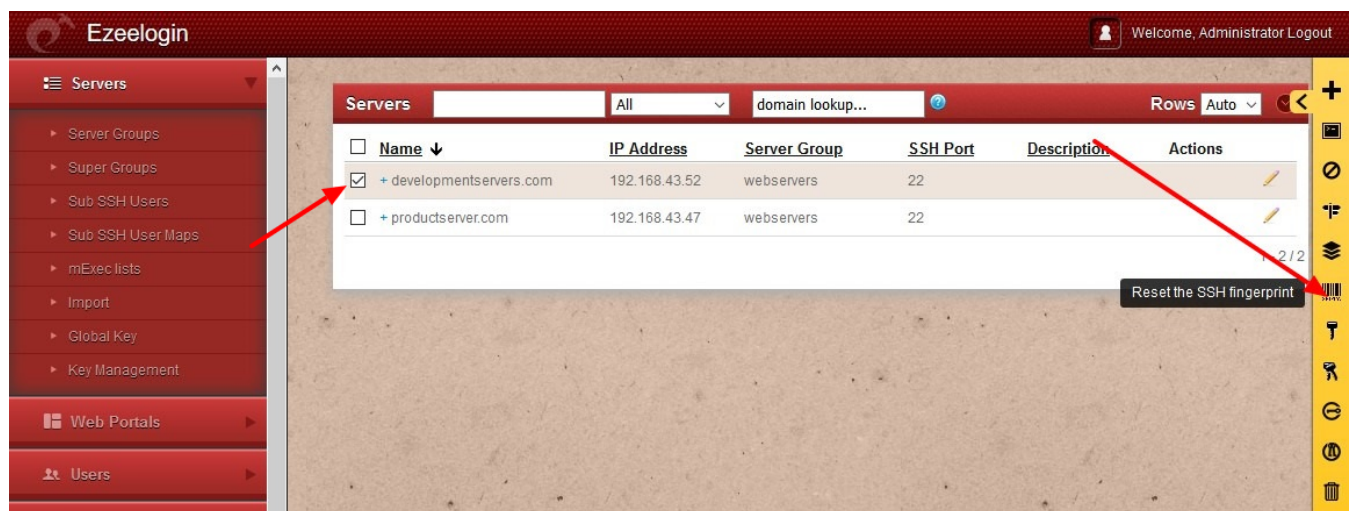 Ezeelogin
Welcome, Administrator Logout
Servers
Server Groups
Super Groups
Sub SSH Users
Sub SSH User Maps
mExec lists
Import
Global Key
Key Management
Web Portals
Users
Servers All domain lookup... Rows Auto
Name IP Address Server Group SSH Port Description Actions
+ developmentservers.com 192.168.43.52 webservers 22
+ productserver.com 192.168.43.47 webservers 22
2 / 2
Reset the SSH fingerprint